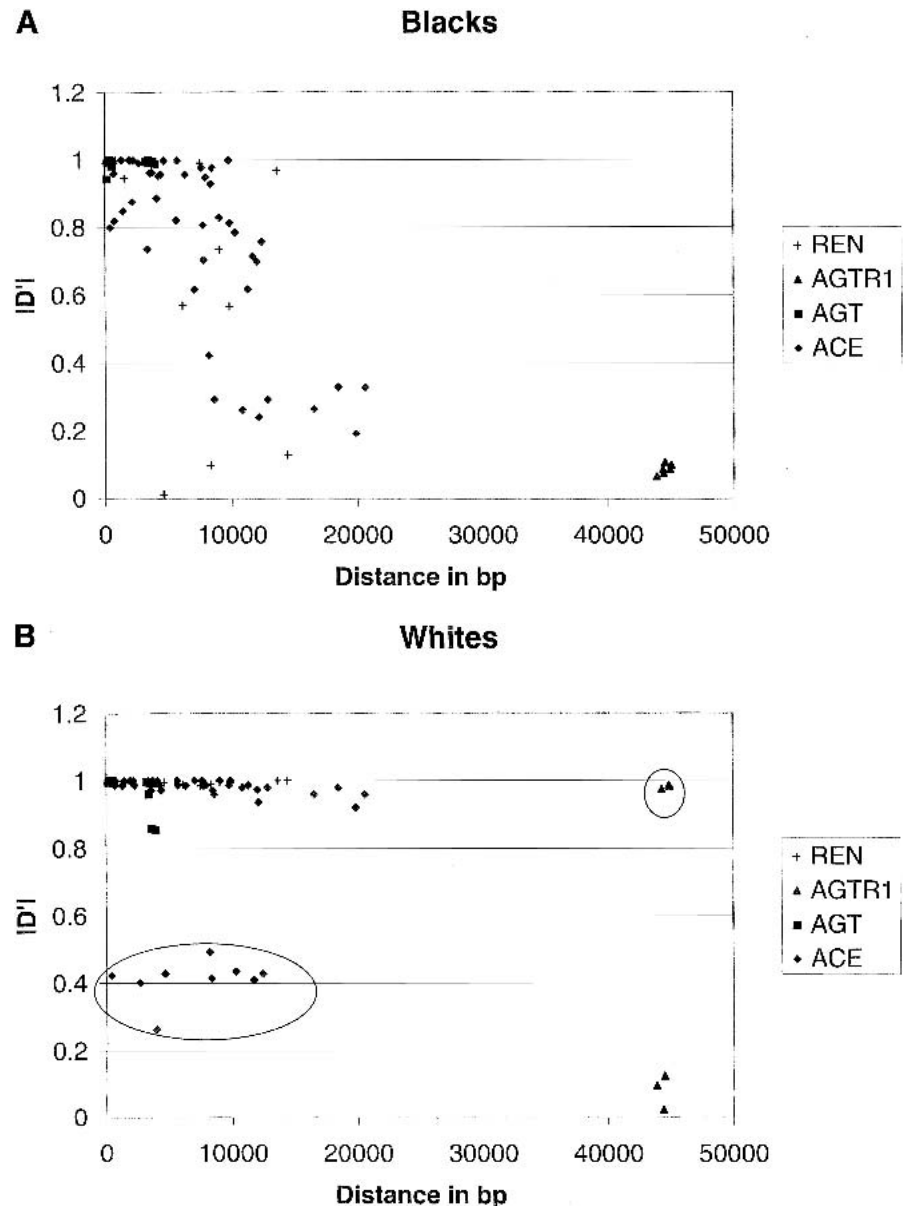 A
Blacks
1.2
1
0.8
0.6
0.4
0.2
0
|D'|
0
10000
20000
30000
40000
50000
Distance in bp
REN
AGTR1
AGT
ACE
B
Whites
1.2
1
0.8
0.6
0.4
0.2
0
|D'|
0
10000
20000
30000
40000
50000
Distance in bp
REN
AGTR1
AGT
ACE